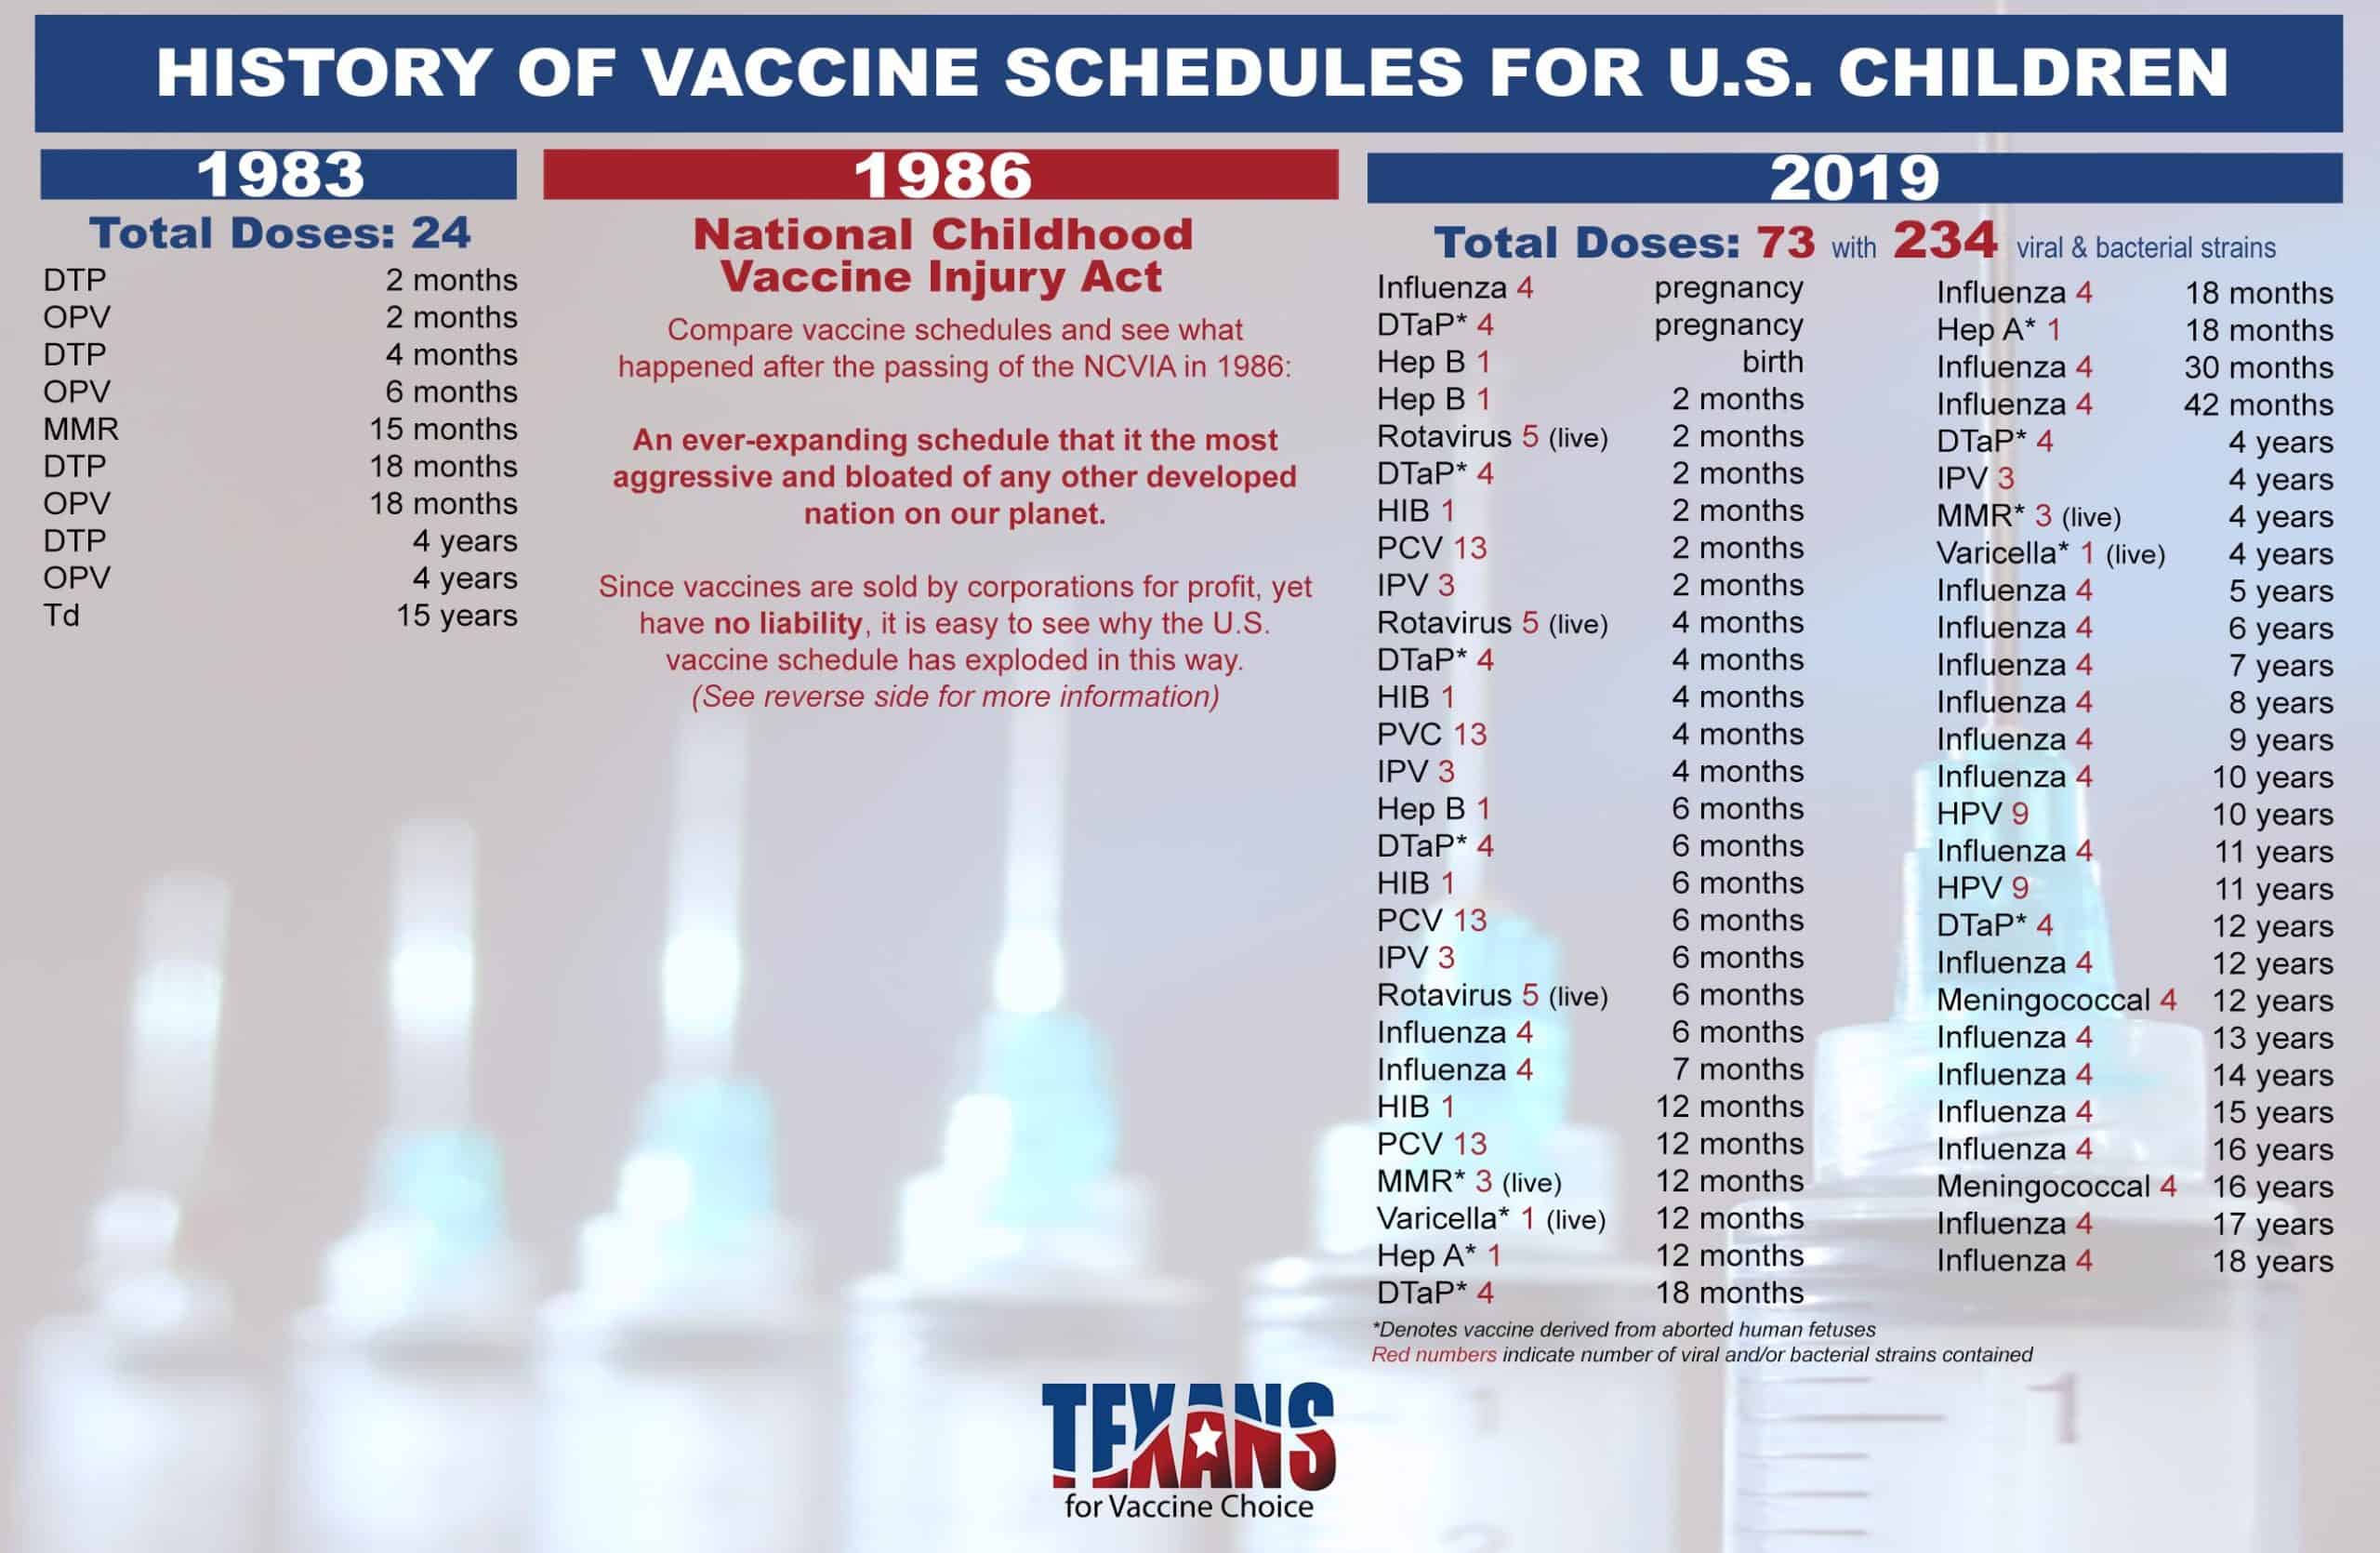 HISTORY OF VACCINE SCHEDULES FOR U.S. CHILDREN
1983
Total Doses: 24
DTP 2 months
OPV 2 months
DTP 4 months
OPV 6 months
MMR 15 months
DTP 18 months
OPV 18 months
DTP 4 years
OPV 4 years
Td 15 years
1986
National Childhood
Vaccine Injury Act
Compare vaccine schedules and see what
happened after the passing of the NCVIA in 1986:
An ever-expanding schedule that it the most
aggressive and bloated of any other developed
nation on our planet.
Since vaccines are sold by corporations for profit, yet
have no liability, it is easy to see why the U.S.
vaccine schedule has exploded in this way.
(See reverse side for more information)
2019
Total Doses: 73 with 234 viral & bacterial strains
Influenza 4 pregnancy
DTaP* 4 pregnancy
Hep B 1 birth
Hep B 1 2 months
Rotavirus 5 (live) 2 months
DTaP* 4 2 months
HIB 1 2 months
PCV 13 2 months
IPV 3 2 months
Rotavirus 5 (live) 4 months
DTaP* 4 4 months
HIB 1 4 months
PVC 13 4 months
IPV 3 4 months
Hep B 1 6 months
DTaP* 4 6 months
HIB 1 6 months
PCV 13 6 months
IPV 3 6 months
Rotavirus 5 (live) 6 months
Influenza 4 6 months
Influenza 4 7 months
HIB 1 12 months
PCV 13 12 months
MMR* 3 (live) 12 months
Varicella* 1 (live) 12 months
Hep A* 1 12 months
DTaP* 4 18 months
Influenza 4 18 months
Hep A* 1 18 months
Influenza 4 30 months
Influenza 4 42 months
DTaP* 4 4 years
IPV 3 4 years
MMR* 3 (live) 4 years
Varicella* 1 (live) 4 years
Influenza 4 5 years
Influenza 4 6 years
Influenza 4 7 years
Influenza 4 8 years
Influenza 4 9 years
Influenza 4 10 years
HPV 9 10 years
Influenza 4 11 years
HPV 9 11 years
DTaP* 4 12 years
Influenza 4 12 years
Meningococcal 4 12 years
Influenza 4 13 years
Influenza 4 14 years
Influenza 4 15 years
Influenza 4 16 years
Meningococcal 4 16 years
Influenza 4 17 years
Influenza 4 18 years
*Denotes vaccine derived from aborted human fetuses
Red numbers indicate number of viral and/or bacterial strains contained
TEXANS
for Vaccine Choice
1
1
2